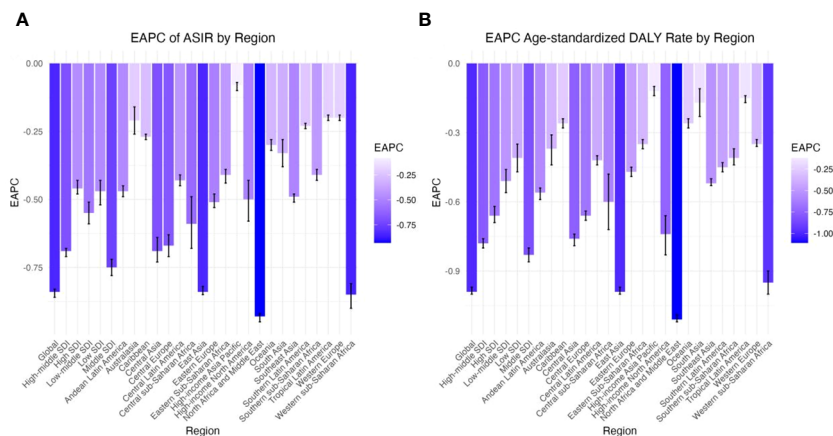 A
EAPC of ASIR by Region
EAPC
0.00
-0.25
-0.50
-0.75
Global
High-middle SDI
High SDI
Low-middle SDI
Low SDI
Middle SDI
Andean Latin America
Australasia
Caribbean
Central Asia
Central Europe
Central Latin America
Central sub-Saharan Africa
East Asia
Eastern Europe
Eastern Sub-Saharan Africa
High-income Asia Pacific
High-income North America
North Africa and Middle East
Oceania
South Asia
Southeast Asia
Southern Latin America
Southern sub-Saharan Africa
Tropical Latin America
Western Europe
Western sub-Saharan Africa
Region
EAPC
-0.25
-0.50
-0.75
B
EAPC Age-standardized DALY Rate by Region
EAPC
0.0
-0.3
-0.6
-0.9
Global
High-middle SDI
High SDI
Low-middle SDI
Low SDI
Middle SDI
Andean Latin America
Australasia
Caribbean
Central Asia
Central Europe
Central Latin America
Central sub-Saharan Africa
East Asia
Eastern Europe
Eastern Sub-Saharan Africa
High-income Asia Pacific
High-income North America
North Africa and Middle East
Oceania
South Asia
Southeast Asia
Southern Latin America
Southern sub-Saharan Africa
Tropical Latin America
Western Europe
Western sub-Saharan Africa
Region
EAPC
-0.25
-0.50
-0.75
-1.00